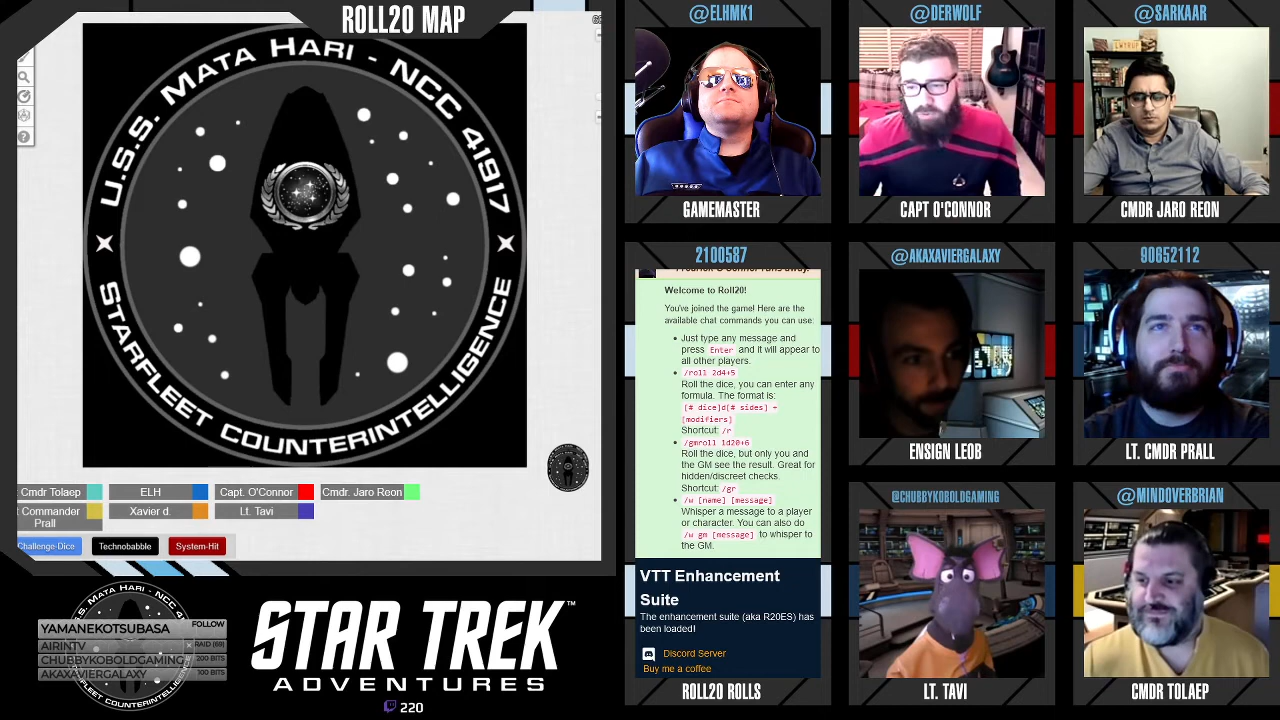 ROLL20 MAP
U.S.S. MATA HARI - NCC 41917
STARFLEET COUNTERINTELLIGENCE
Cmdr Tolaep
ELH
Capt. O'Connor
Cmdr. Jaro Reon
Commander
Prall
Xavier d.
Lt. Tavi
Challenge-Dice
Technobabble
System-Hit
YAMANEKOTSUBASA
FOLLOW
AIRINTV
RAID (69)
CHUBBYKOBOLDGAMING
200 BITS
AKAXAVIERGALAXY
100 BITS
STAR TREK™
ADVENTURES
220
@ELHMK1
GAMEMASTER
@DERWOLF
CAPT O'CONNOR
@SARKAAR
CMDR JARO REON
2100587
Welcome to Roll20!
You've joined the game! Here are the
available chat commands you can use:
Just type any message and
press Enter and it will appear to
all other players.
/roll 2d4+5
Roll the dice, you can enter any
formula. The format is:
[# dice]d[# sides] +
[modifiers]
Shortcut: /r
/gmroll 1d20+6
Roll the dice, but only you and
the GM see the result. Great for
hidden/discreet checks.
Shortcut: /gr
/w [name] [message]
Whisper a message to a player
or character. You can also do
/w gm [message] to whisper to
the GM.
VTT Enhancement
Suite
The enhancement suite (aka R20ES) has
been loaded!
Discord Server
Buy me a coffee
ROLL20 ROLLS
@AKAXAVIERGALAXY
ENSIGN LEOB
90652112
LT. CMDR PRALL
@CHUBBYKOBOLDGAMING
LT. TAVI
@MINDOVERBRIAN
CMDR TOLAEP